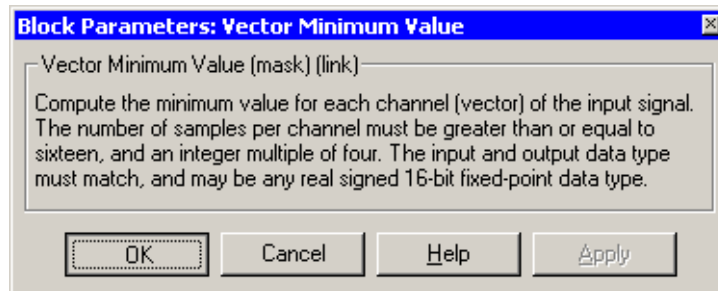 Block Parameters: Vector Minimum Value
Vector Minimum Value (mask) (link)
Compute the minimum value for each channel (vector) of the input signal.
The number of samples per channel must be greater than or equal to
sixteen, and an integer multiple of four. The input and output data type
must match, and may be any real signed 16-bit fixed-point data type.
OK Cancel Help Apply